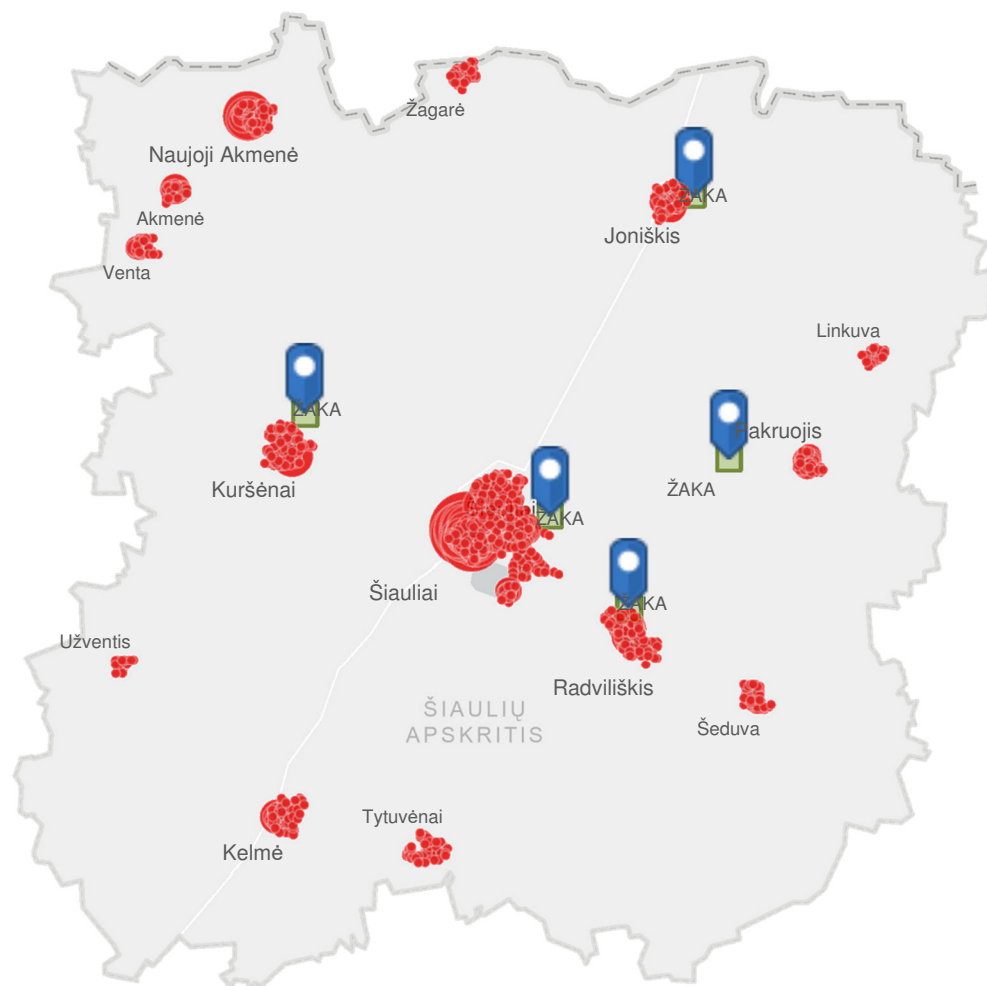 Žagarė
Naujoji Akmenė
ŽAKA
Akmenė
Joniškis
Venta
Linkuva
ŽAKA
Pakruojis
Kuršėnai
ŽAKA
ŽAKA
Šiauliai
ŽAKA
Užventis
Radviliškis
ŠIAULIŲ
APSKRITIS
Šeduva
Tytuvėnai
Kelmė